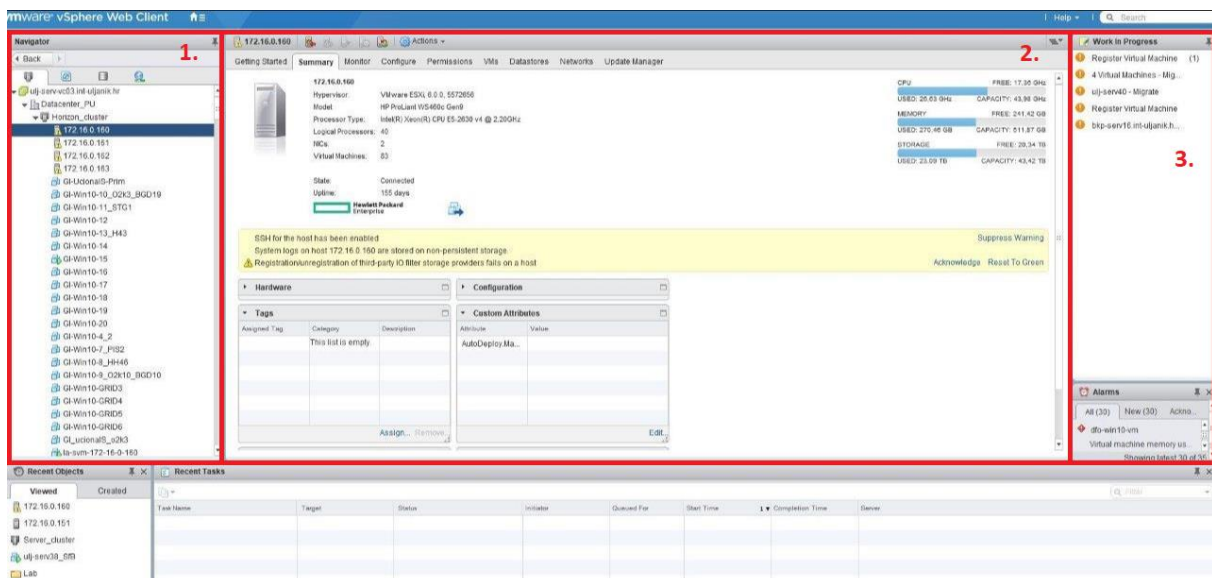 vmware® vSphere Web Client
Help
Search
Navigator
1.
Back
ulj-serv-vc03.int-uljanik.hr
Datacenter_PU
Horizon_cluster
172.16.0.160
172.16.0.161
172.16.0.162
172.16.0.163
GI-UcionaIS-Prim
GI-Win10-10_O2k3_BGD19
GI-Win10-11_STG1
GI-Win10-12
GI-Win10-13_H43
GI-Win10-14
GI-Win10-15
GI-Win10-16
GI-Win10-17
GI-Win10-18
GI-Win10-19
GI-Win10-20
GI-Win10-4_2
GI-Win10-7_PIS2
GI-Win10-8_HH46
GI-Win10-9_O2k10_BGD10
GI-Win10-GRID3
GI-Win10-GRID4
GI-Win10-GRID5
GI-Win10-GRID6
GI_ucionaIS_o2k3
ta-svm-172-16-0-160
172.16.0.160
Actions
2.
Getting Started Summary Monitor Configure Permissions VMs Datastores Networks Update Manager
172.16.0.160
Hypervisor: VMware ESXi, 6.0.0, 5572656
Model: HP ProLiant WS460c Gen9
Processor Type: Intel(R) Xeon(R) CPU E5-2630 v4 @ 2.20GHz
Logical Processors: 40
NICs: 2
Virtual Machines: 83
State: Connected
Uptime: 155 days
Hewlett Packard
Enterprise
CPU FREE: 17,36 GHz
USED: 26,63 GHz CAPACITY: 43,98 GHz
MEMORY FREE: 241,42 GB
USED: 270,46 GB CAPACITY: 511,87 GB
STORAGE FREE: 20,34 TB
USED: 23,09 TB CAPACITY: 43,42 TB
SSH for the host has been enabled Suppress Warning
System logs on host 172.16.0.160 are stored on non-persistent storage.
Registration/unregistration of third-party IO filter storage providers fails on a host Acknowledge Reset To Green
Hardware
Configuration
Tags
Assigned Tag Category Description
This list is empty.
Assign... Remove...
Custom Attributes
Attribute Value
AutoDeploy.Ma...
Edit...
Work In Progress
Register Virtual Machine (1)
4 Virtual Machines - Mig...
ulj-serv40 - Migrate
Register Virtual Machine
bkp-serv16.int-uljanik.h...
3.
Alarms
All (30) New (30) Ackno...
dfo-win10-vm
Virtual machine memory us...
Showing latest 30 of 35
Recent Objects
Viewed Created
172.16.0.160
172.16.0.151
Server_cluster
ulj-serv38_SfB
Lab
Recent Tasks
Filter
Task Name Target Status Initiator Queued For Start Time 1 Completion Time Server